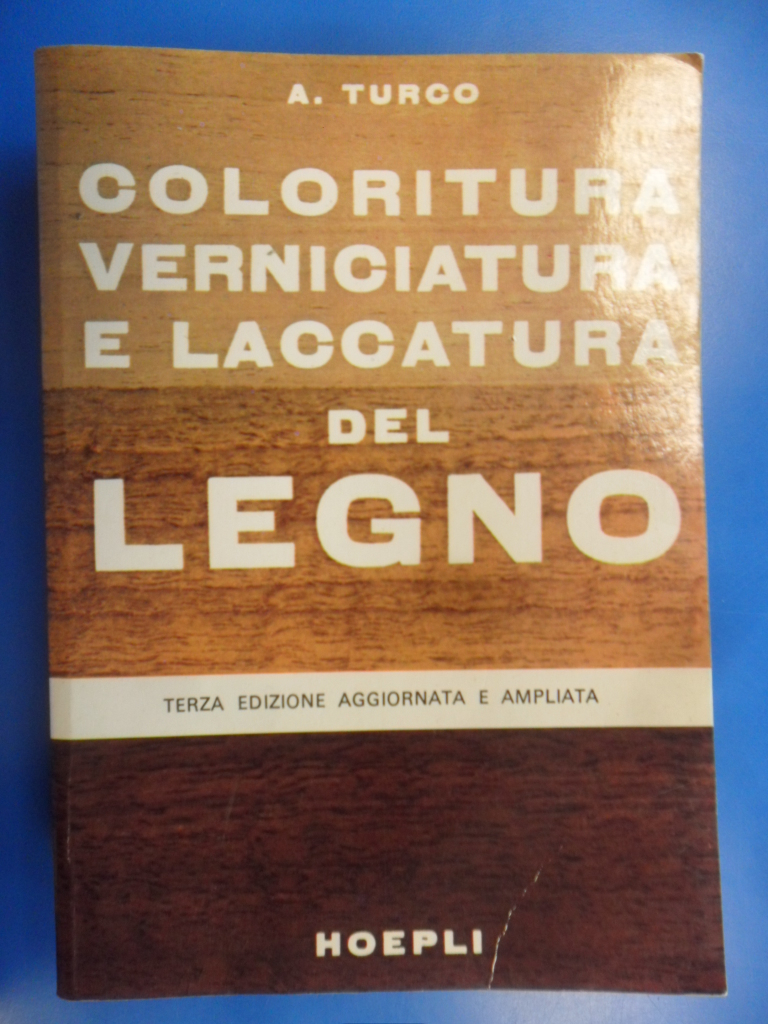 A. TURCO
COLORITURA
VERNICIATURA
E LACCATURA
DEL
LEGNO
TERZA EDIZIONE AGGIORNATA E AMPLIATA
HOEPLI